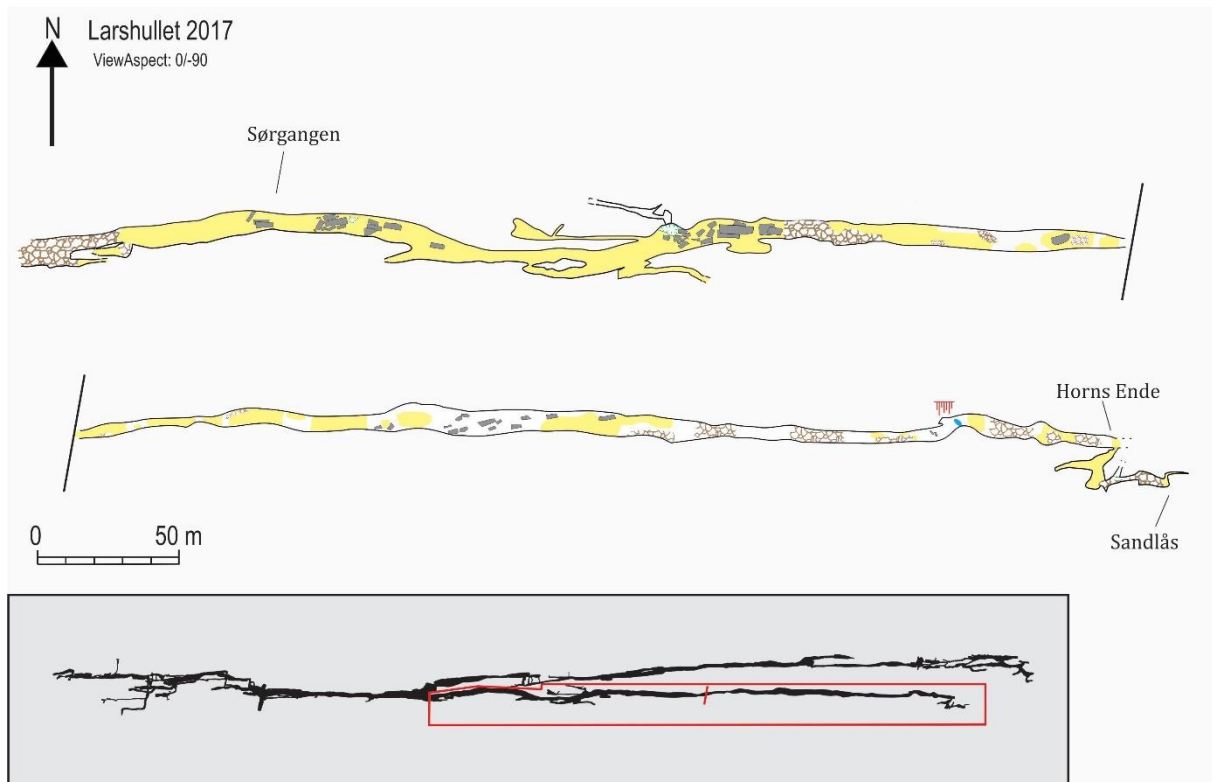 N
Larshullet 2017
ViewAspect: 0/-90
Sørgangen
Horns Ende
Sandlås
0 50 m